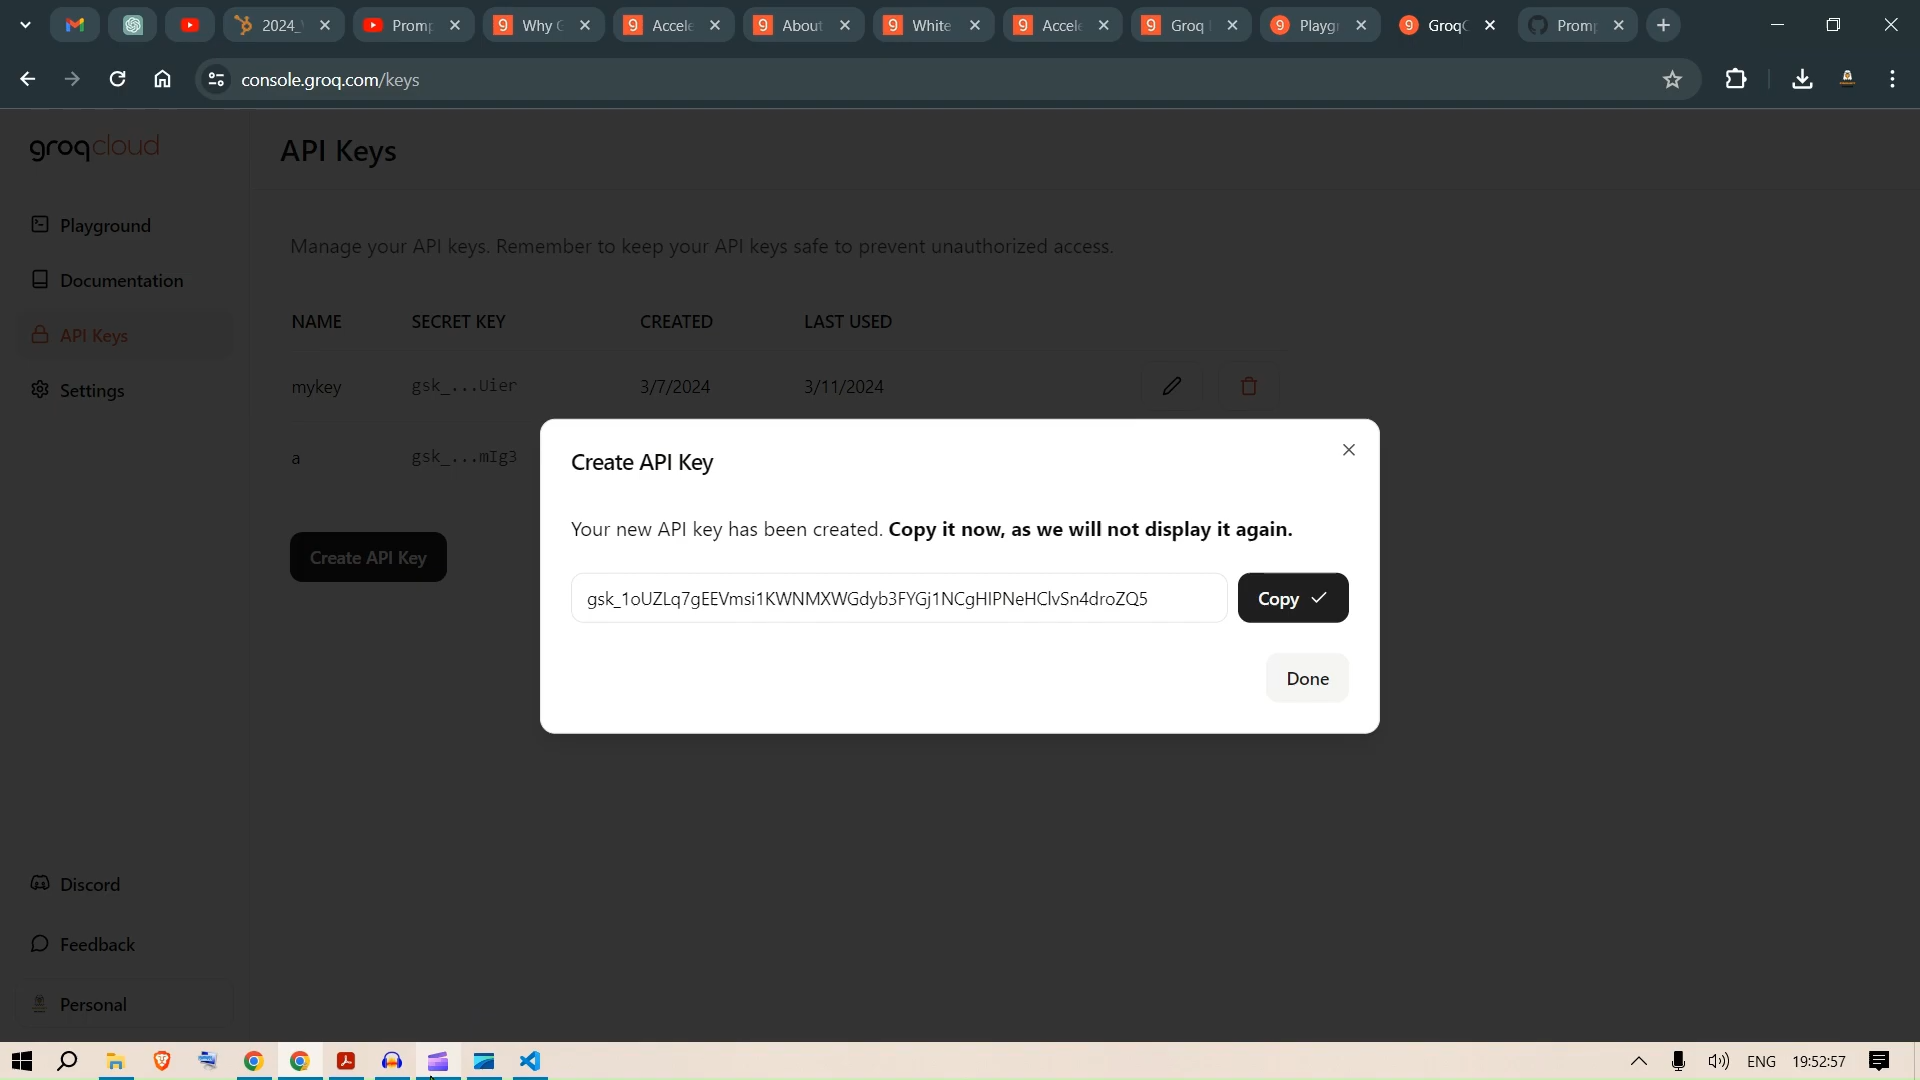 2024_
Promp
Why G
Accele
About
White
Accele
Groq
Playgr
GroqC
Promp
console.groq.com/keys
groqcloud
API Keys
Playground
Documentation
API Keys
Settings
Manage your API keys. Remember to keep your API keys safe to prevent unauthorized access.
NAME SECRET KEY CREATED LAST USED
mykey gsk_...Uier 3/7/2024 3/11/2024
a gsk_...mIg3
Create API Key
Create API Key
Your new API key has been created. Copy it now, as we will not display it again.
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
Copy
Done
Discord
Feedback
Personal
ENG 19:52:57